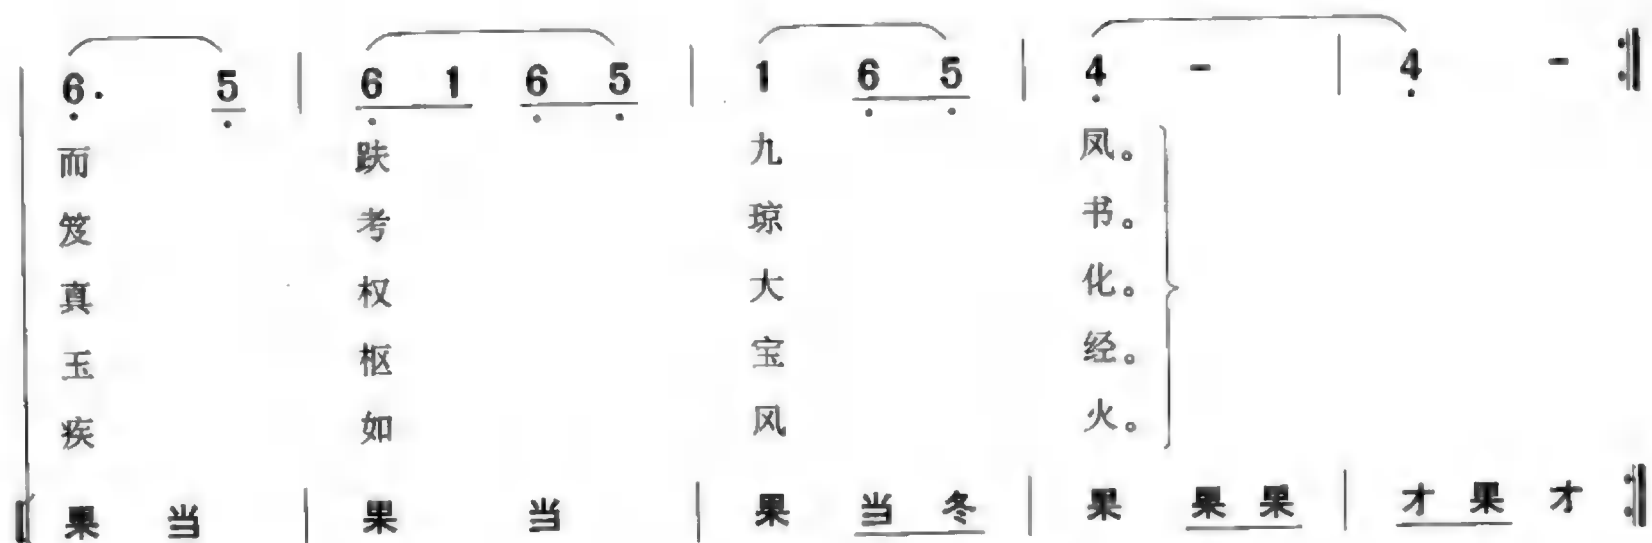 6. 5 | 6 1 6 5 | 1 6 5 | 4 - | 4 - :‖
而 趺 九 凤。
笈 考 琼 书。
真 权 大 化。
玉 枢 宝 经。
疾 如 风 火。
果 当 | 果 当 | 果 当 冬 | 果 果 果 | 才 果 才 :‖